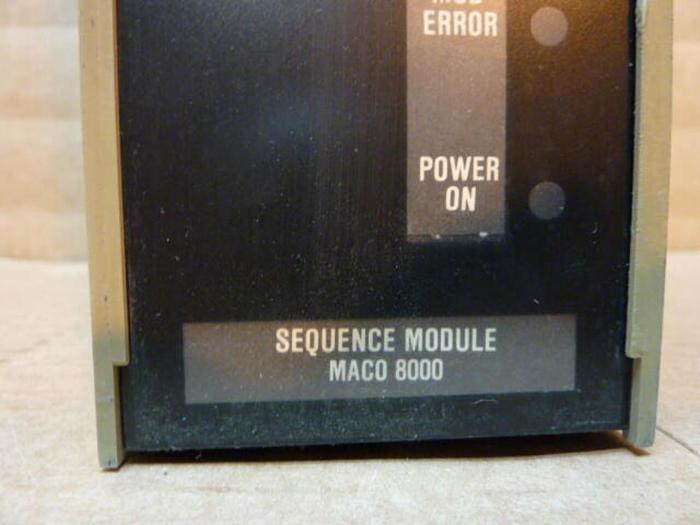 ERROR
POWER
ON
SEQUENCE MODULE
MACO 8000